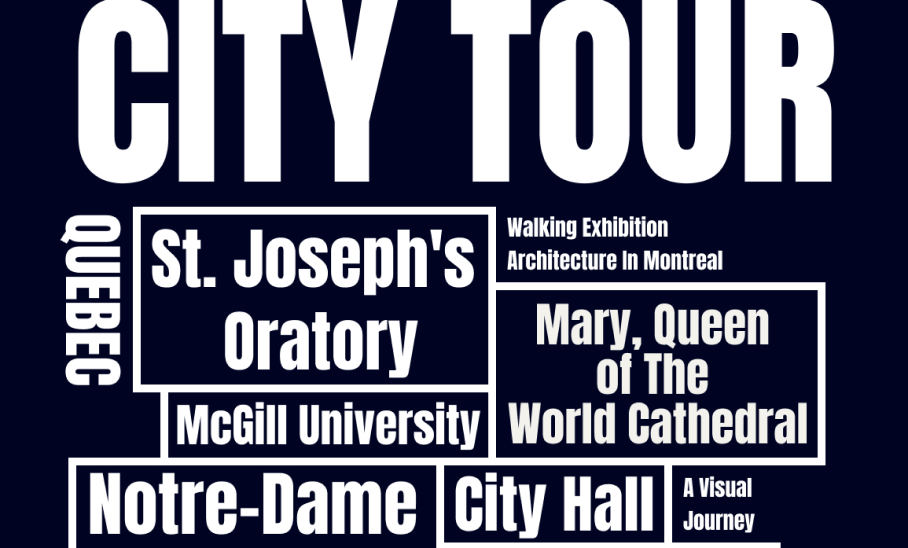 CITY TOUR
QUEBEC
St. Joseph's
Oratory
Walking Exhibition
Architecture In Montreal
Mary, Queen
of The
World Cathedral
McGill University
Notre-Dame
City Hall
A Visual
Journey